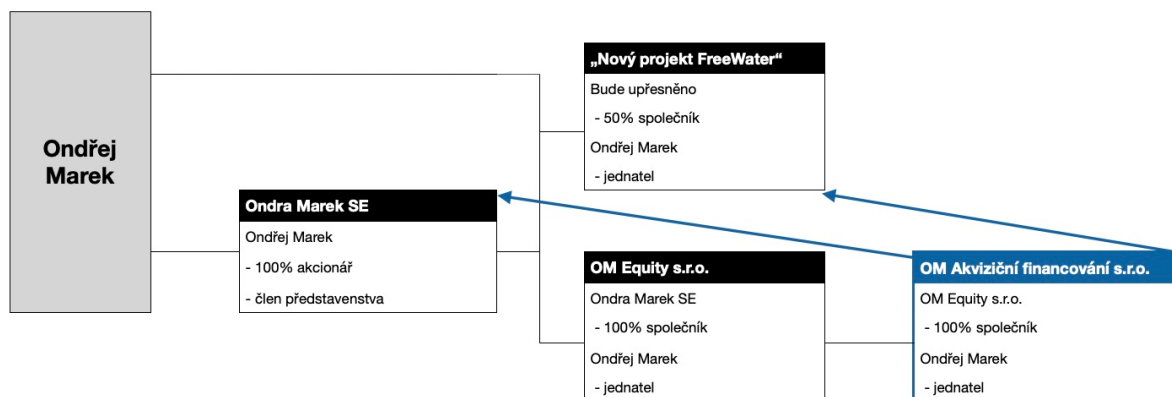 Ondřej
Marek
„Nový projekt FreeWater“
Bude upřesněno
- 50% společník
Ondřej Marek
- jednatel
Ondra Marek SE
Ondřej Marek
- 100% akcionář
- člen představenstva
OM Equity s.r.o.
Ondra Marek SE
- 100% společník
Ondřej Marek
- jednatel
OM Akviziční financování s.r.o.
OM Equity s.r.o.
- 100% společník
Ondřej Marek
- jednatel